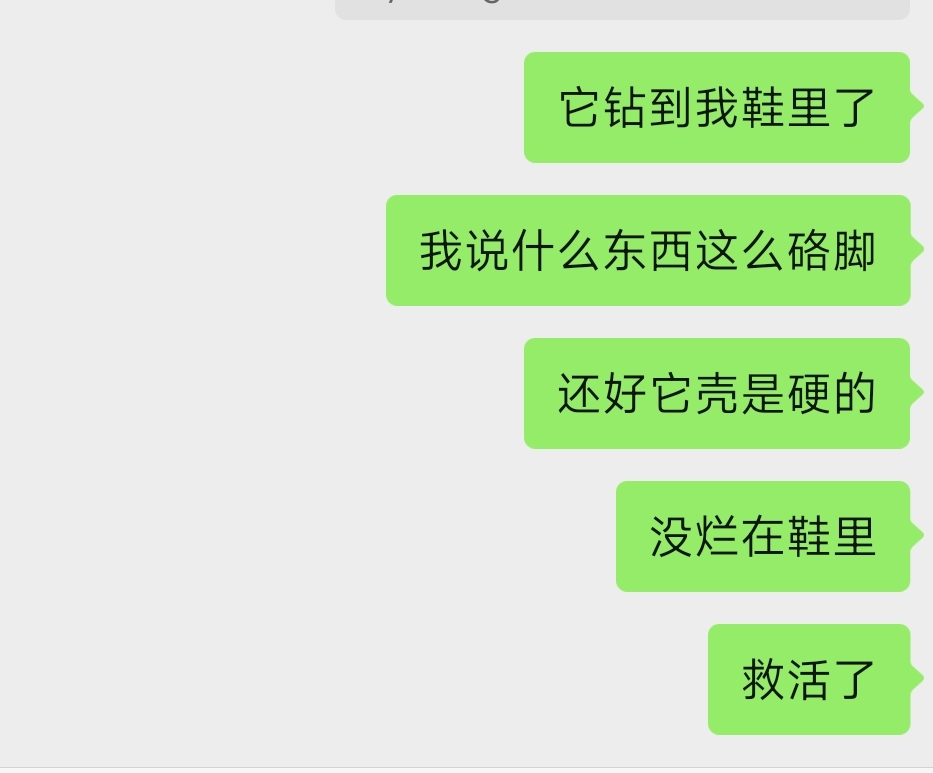 它钻到我鞋里了
我说什么东西这么硌脚
还好它壳是硬的
没烂在鞋里
救活了